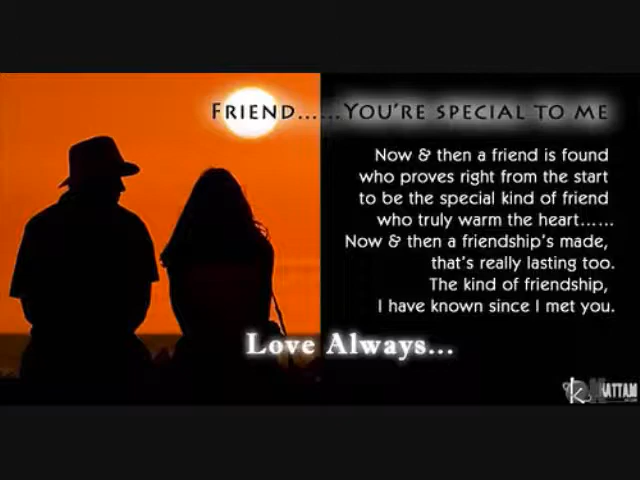 FRIEND......YOU'RE SPECIAL TO ME
Now & then a friend is found
who proves right from the start
to be the special kind of friend
who truly warm the heart......
Now & then a friendship's made,
that's really lasting too.
The kind of friendship,
I have known since I met you.
Love Always...